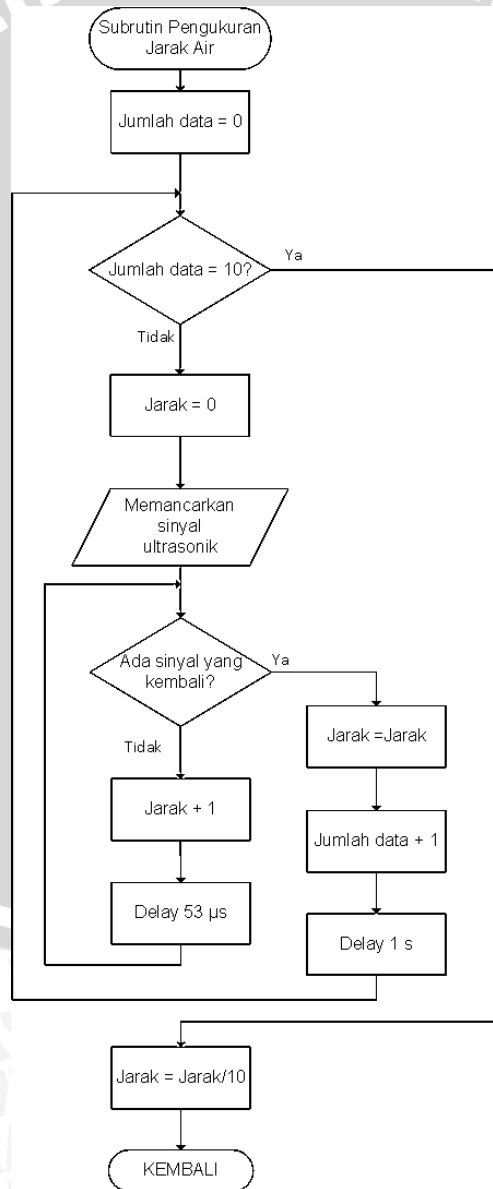 Subrutin Pengukuran
Jarak Air
Jumlah data = 0
Jumlah data = 10?
Ya
Tidak
Jarak = 0
Memancarkan
sinyal
ultrasonik
Ada sinyal yang
kembali?
Ya
Tidak
Jarak =Jarak
Jarak + 1
Jumlah data + 1
Delay 53 µs
Delay 1 s
Jarak = Jarak/10
KEMBALI